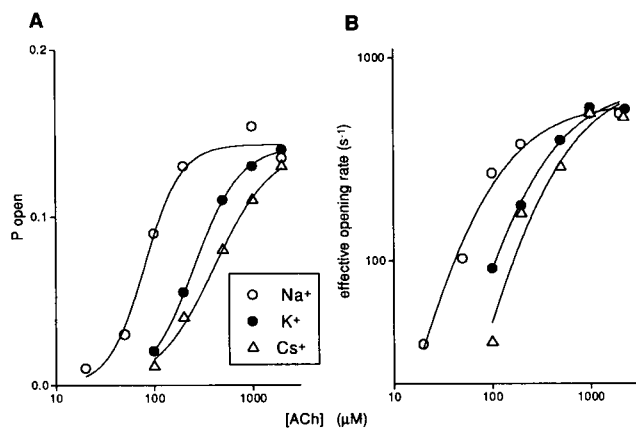 A
0.2
0.1
0.0
10
100
1000
P open
Na⁺
K⁺
Cs⁺
[ACh] (μM)
B
1000
100
10
100
1000
effective opening rate (s⁻¹)